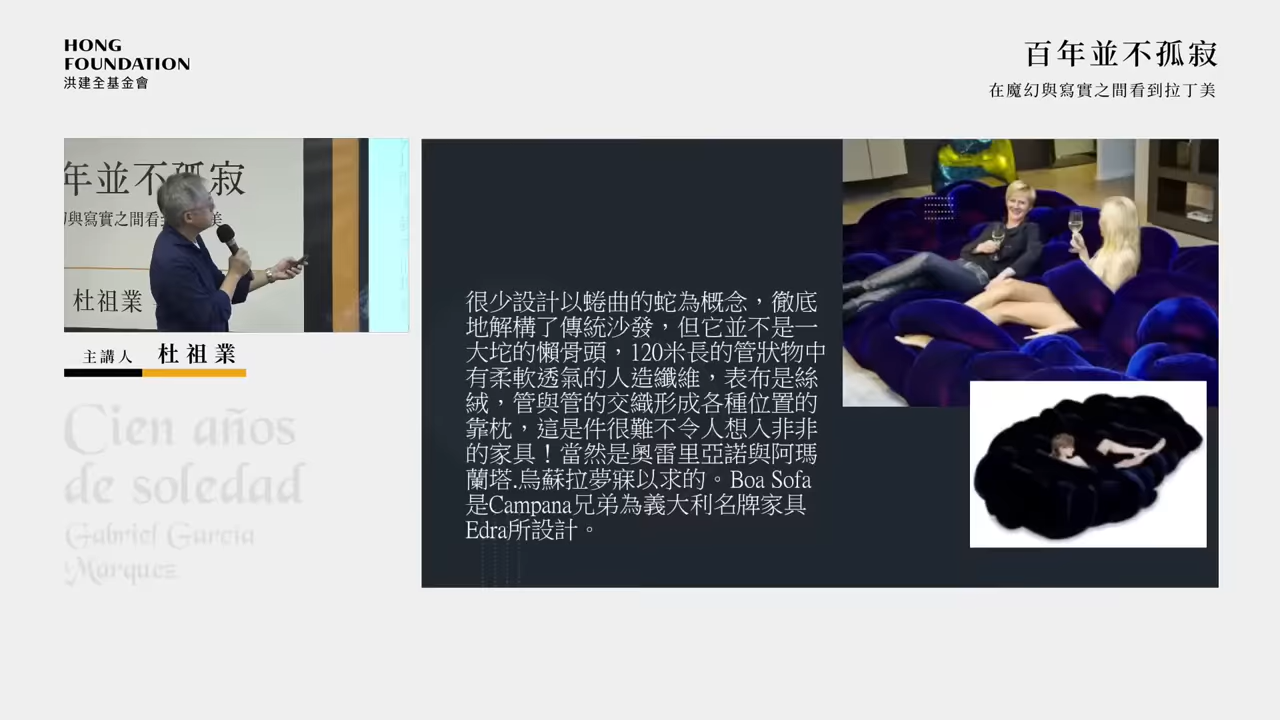 HONG
FOUNDATION
洪建全基金會
百年並不孤寂
在魔幻與寫實之間看到拉丁美
年並不孤寂
與寫實之間看
美
杜祖業
主講人 杜祖業
Cien años
de soledad
Gabriel Garcia
Marquez
很少設計以蜷曲的蛇為概念，徹底
地解構了傳統沙發，但它並不是一
大坨的懶骨頭，120米長的管狀物中
有柔軟透氣的人造纖維，表布是絲
絨，管與管的交織形成各種位置的
靠枕，這是件很難不令人想入非非
的家具！當然是奧雷里亞諾與阿瑪
蘭塔.烏蘇拉夢寐以求的。Boa Sofa
是Campana兄弟為義大利名牌家具
Edra所設計。